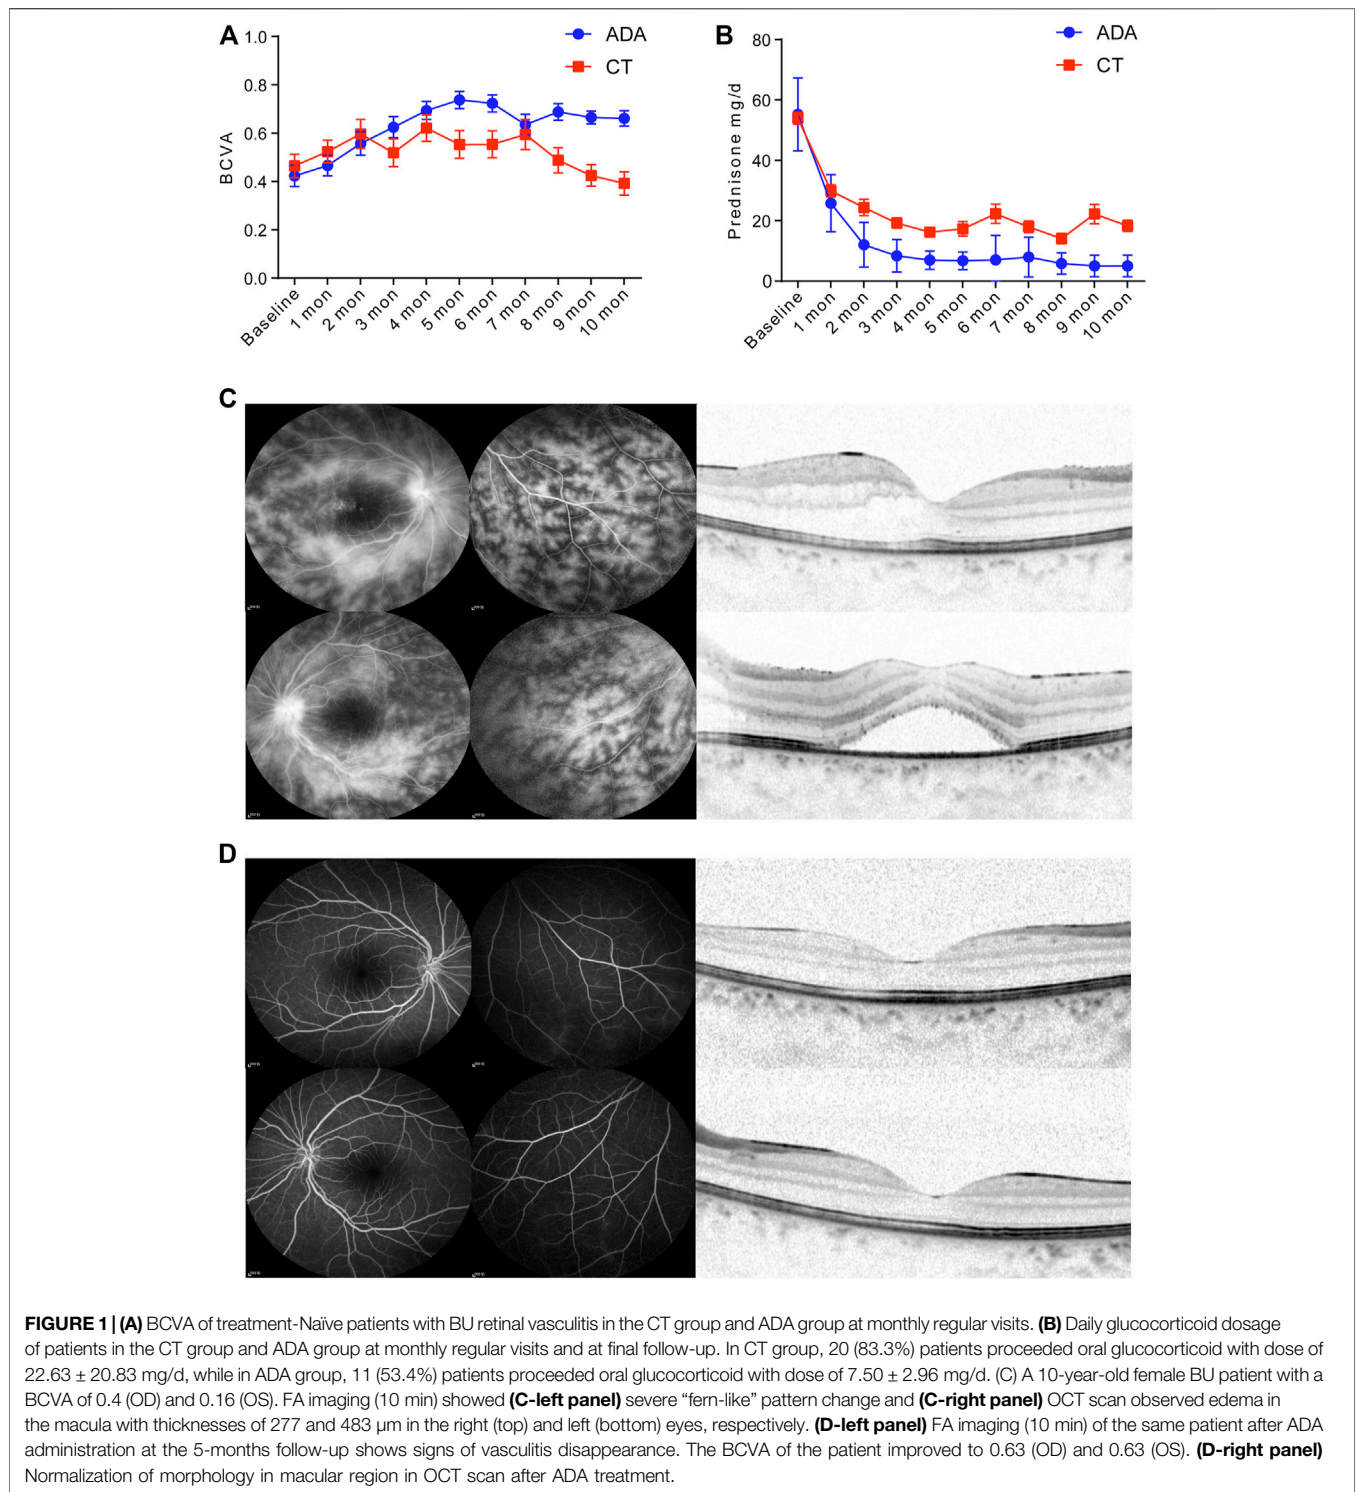 A
1.0
0.8
0.6
0.4
0.2
0.0
BCVA
ADA
CT
Baseline
1 mon
2 mon
3 mon
4 mon
5 mon
6 mon
7 mon
8 mon
9 mon
10 mon
B
80
60
40
20
0
Prednisone mg/d
ADA
CT
Baseline
1 mon
2 mon
3 mon
4 mon
5 mon
6 mon
7 mon
8 mon
9 mon
10 mon
C
D
FIGURE 1 | (A) BCVA of treatment-Naïve patients with BU retinal vasculitis in the CT group and ADA group at monthly regular visits. (B) Daily glucocorticoid dosage
of patients in the CT group and ADA group at monthly regular visits and at final follow-up. In CT group, 20 (83.3%) patients proceeded oral glucocorticoid with dose of
22.63 ± 20.83 mg/d, while in ADA group, 11 (53.4%) patients proceeded oral glucocorticoid with dose of 7.50 ± 2.96 mg/d. (C) A 10-year-old female BU patient with a
BCVA of 0.4 (OD) and 0.16 (OS). FA imaging (10 min) showed (C-left panel) severe “fern-like” pattern change and (C-right panel) OCT scan observed edema in
the macula with thicknesses of 277 and 483 μm in the right (top) and left (bottom) eyes, respectively. (D-left panel) FA imaging (10 min) of the same patient after ADA
administration at the 5-months follow-up shows signs of vasculitis disappearance. The BCVA of the patient improved to 0.63 (OD) and 0.63 (OS). (D-right panel)
Normalization of morphology in macular region in OCT scan after ADA treatment.